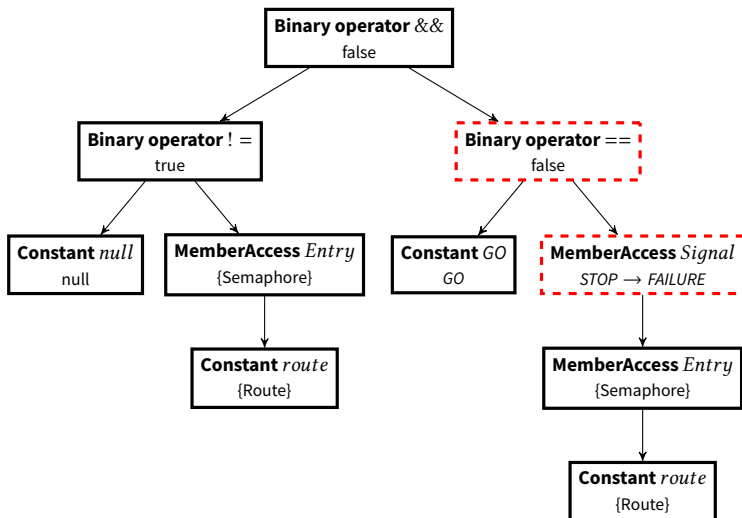 Binary operator &&
false
Binary operator ! =
true
Binary operator ==
false
Constant null
null
MemberAccess Entry
{Semaphore}
Constant GO
GO
MemberAccess Signal
STOP → FAILURE
Constant route
{Route}
MemberAccess Entry
{Semaphore}
Constant route
{Route}